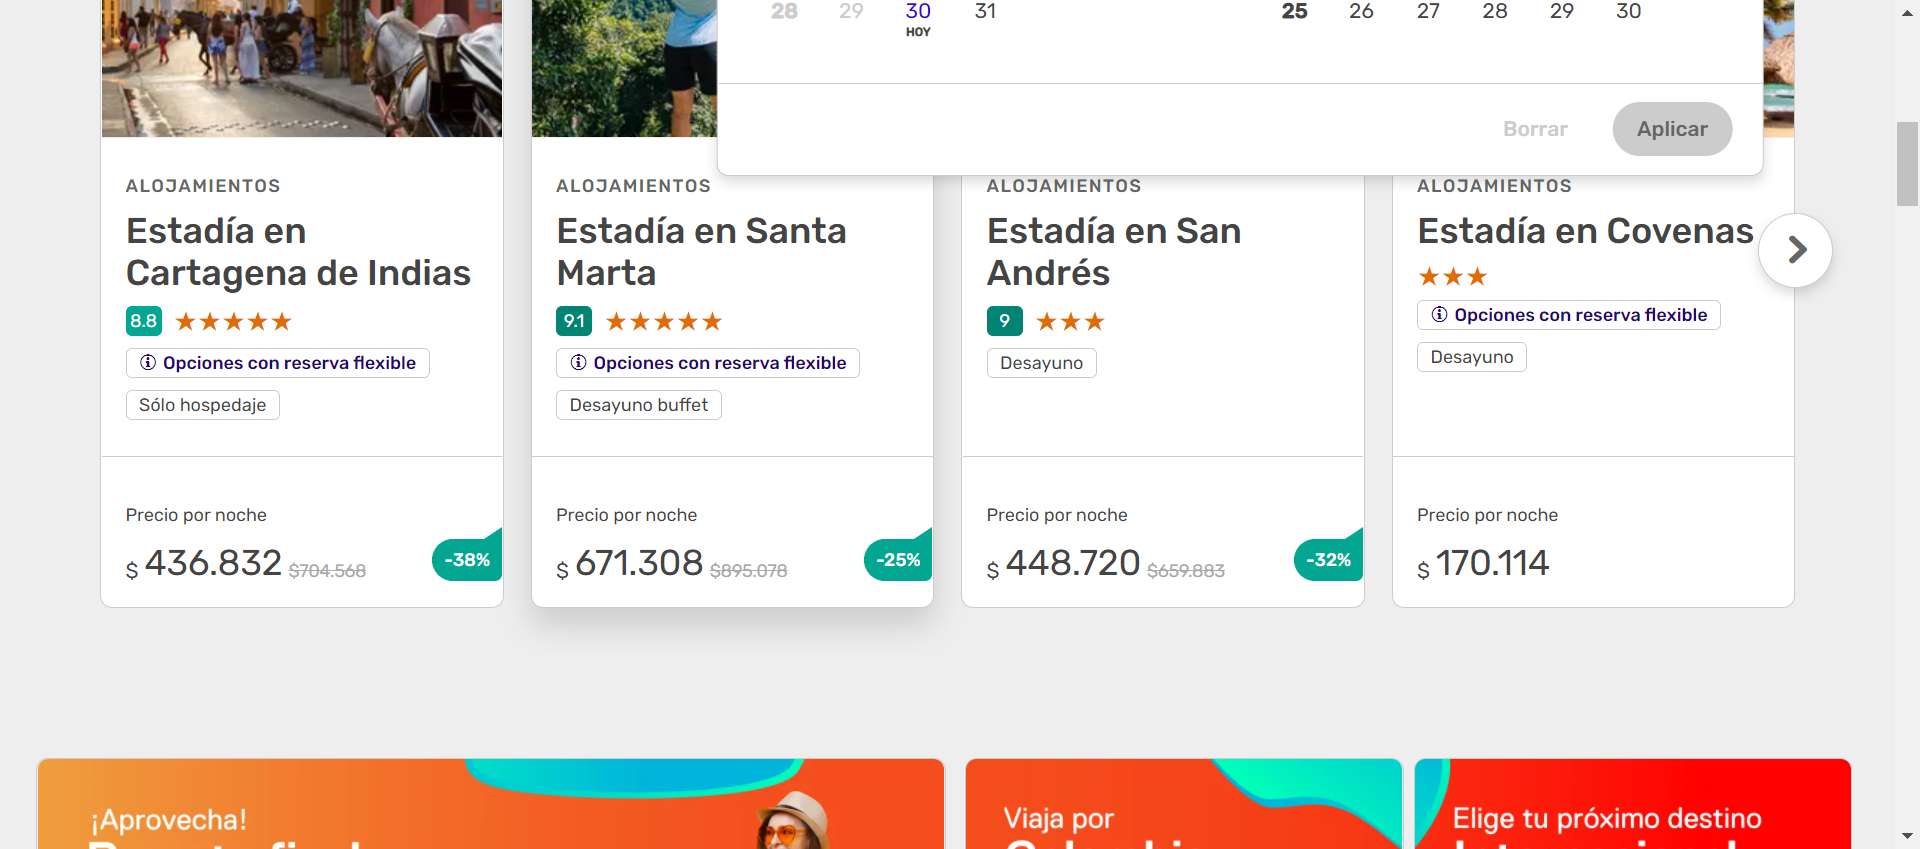 28 29 30 31
HOY
25 26 27 28 29 30
Borrar Aplicar
ALOJAMIENTOS
Estadía en
Cartagena de Indias
8.8
Opciones con reserva flexible
Sólo hospedaje
Precio por noche
$ 436.832 $704.568
-38%
ALOJAMIENTOS
Estadía en Santa
Marta
9.1
Opciones con reserva flexible
Desayuno buffet
Precio por noche
$ 671.308 $895.078
-25%
ALOJAMIENTOS
Estadía en San
Andrés
9
Desayuno
Precio por noche
$ 448.720 $659.883
-32%
ALOJAMIENTOS
Estadía en Covenas
Opciones con reserva flexible
Desayuno
Precio por noche
$ 170.114
¡Aprovecha!
Viaja por
Elige tu próximo destino